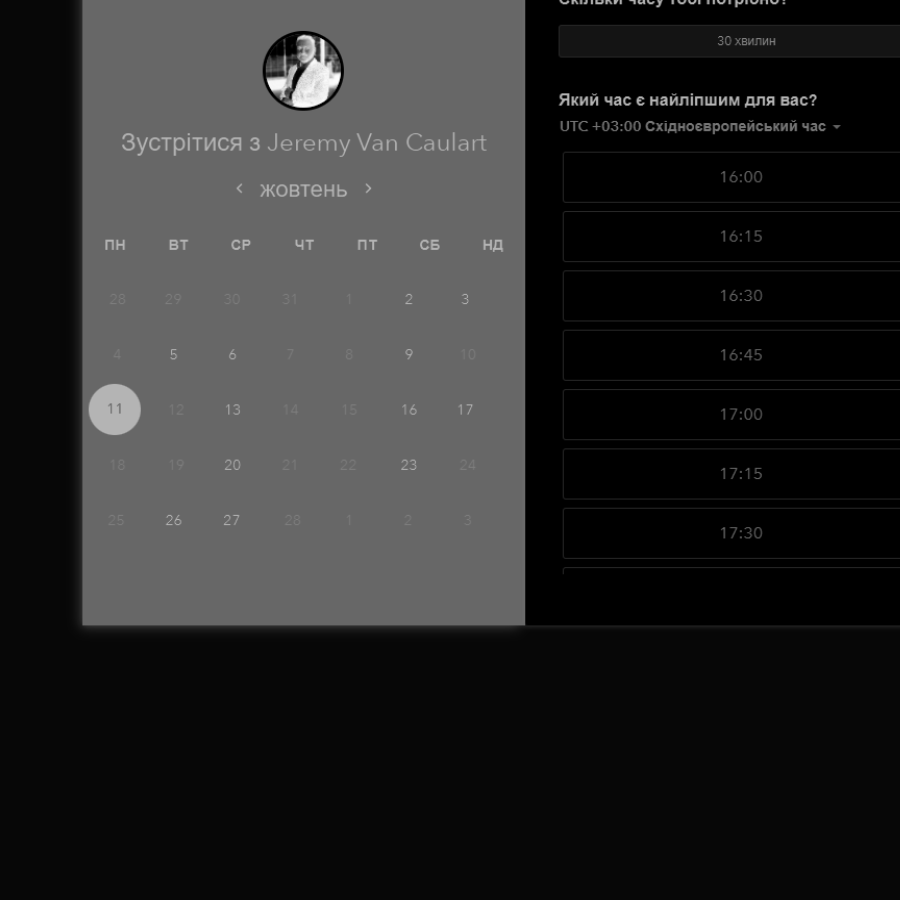 Зустрітися з Jeremy Van Caulart
жовтень
ПН ВТ СР ЧТ ПТ СБ НД
28 29 30 31 1 2 3
4 5 6 7 8 9 10
11 12 13 14 15 16 17
18 19 20 21 22 23 24
25 26 27 28 1 2 3
Скільки часу тобі потрібно?
30 хвилин
Який час є найліпшим для вас?
UTC +03:00 Східноєвропейський час
16:00
16:15
16:30
16:45
17:00
17:15
17:30